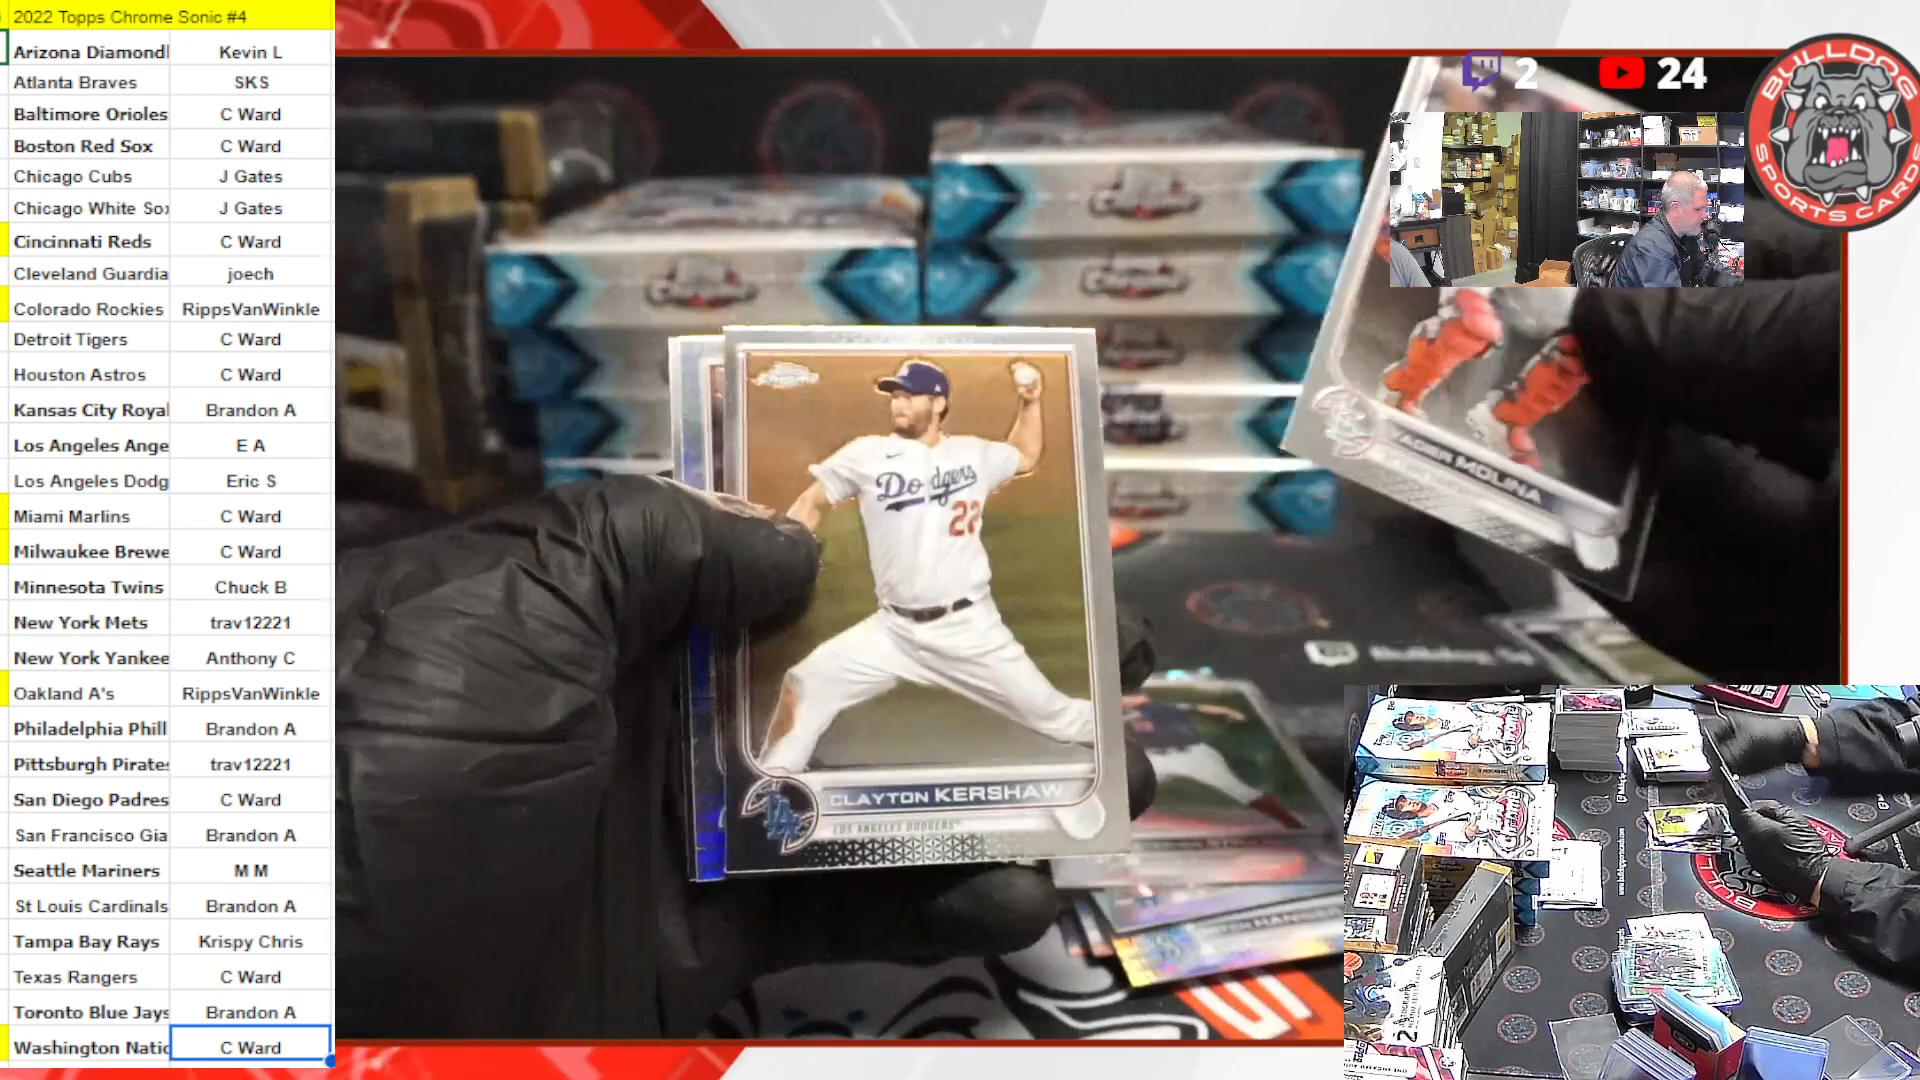 2022 Topps Chrome Sonic #4
Arizona Diamondl Kevin L
Atlanta Braves SKS
Baltimore Orioles C Ward
Boston Red Sox C Ward
Chicago Cubs J Gates
Chicago White Sox J Gates
Cincinnati Reds C Ward
Cleveland Guardia joech
Colorado Rockies RippsVanWinkle
Detroit Tigers C Ward
Houston Astros C Ward
Kansas City Royal Brandon A
Los Angeles Ange E A
Los Angeles Dodg Eric S
Miami Marlins C Ward
Milwaukee Brewe C Ward
Minnesota Twins Chuck B
New York Mets trav12221
New York Yankee Anthony C
Oakland A's RippsVanWinkle
Philadelphia Phill Brandon A
Pittsburgh Pirates trav12221
San Diego Padres C Ward
San Francisco Gia Brandon A
Seattle Mariners M M
St Louis Cardinals Brandon A
Tampa Bay Rays Krispy Chris
Texas Rangers C Ward
Toronto Blue Jays Brandon A
Washington Natio C Ward
2 24
BULLDOG
SPORTS CARDS
Chrome
Chrome
Chrome
Dodgers
22
CLAYTON KERSHAW
LOS ANGELES DODGERS
YADIER MOLINA